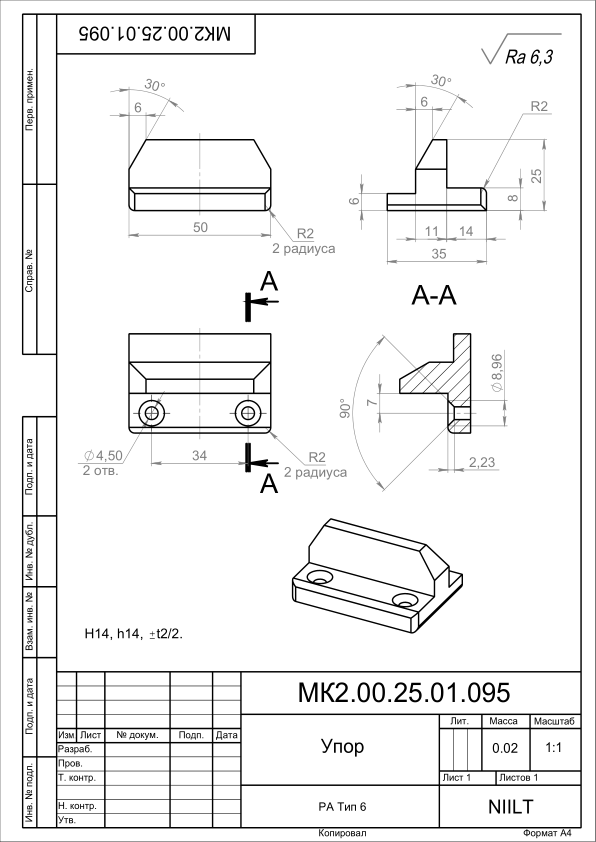 МК2.00.25.01.095
Ra 6,3
Перв. примен.
Справ. №
Подп. и дата
Инв. № дубл.
Взам. инв. №
Подп. и дата
Инв. № подл.
30°
6
50
R2
2 радиуса
30°
6
R2
6
25
8
11
14
35
А
А-А
⌀4,50
2 отв.
34
R2
2 радиуса
А
90°
7
⌀8,96
2,23
H14, h14, ±t2/2.
МК2.00.25.01.095
Изм
Лист
№ докум.
Подп.
Дата
Разраб.
Пров.
Т. контр.
Н. контр.
Утв.
Упор
Лит.
Масса
Масштаб
0.02
1:1
Лист 1
Листов 1
РА Тип 6
NIILT
Копировал
Формат А4